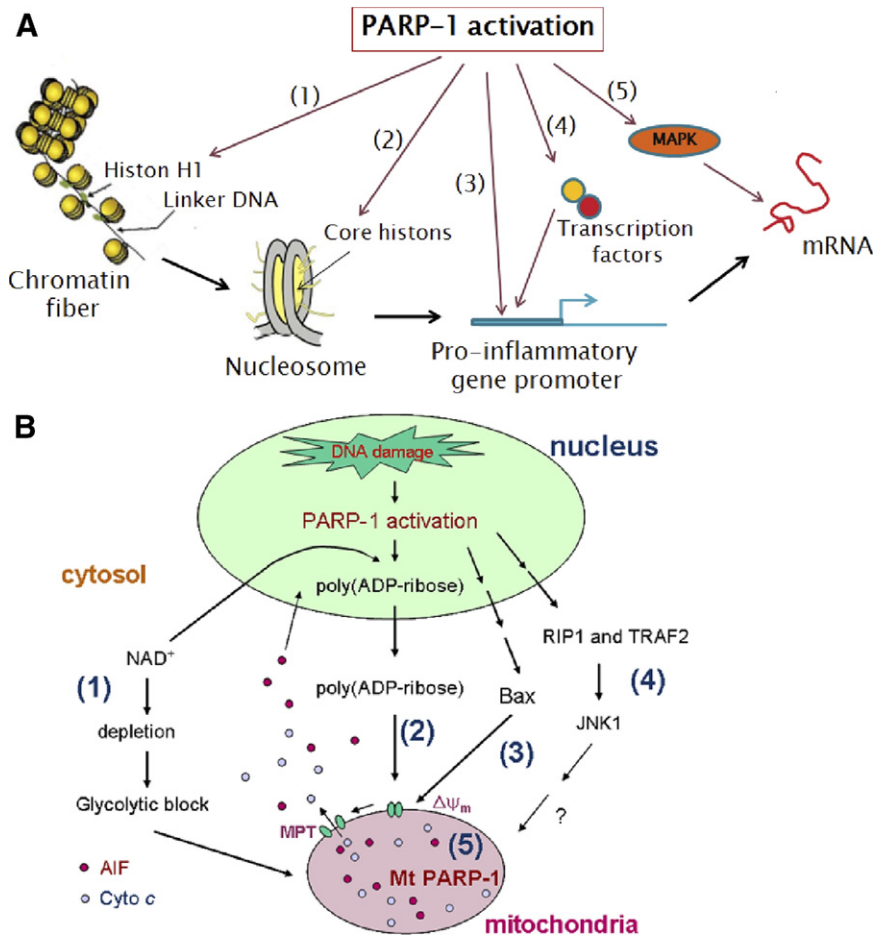 A
PARP-1 activation
(1)
(2)
(3)
(4)
(5)
MAPK
Histon H1
Linker DNA
Core histons
Transcription
factors
mRNA
Chromatin
fiber
Nucleosome
Pro-inflammatory
gene promoter
B
nucleus
DNA damage
PARP-1 activation
cytosol
poly(ADP-ribose)
RIP1 and TRAF2
NAD⁺
(1)
poly(ADP-ribose)
Bax
(4)
depletion
(2)
(3)
JNK1
Glycolytic block
Δψₘ
?
MPT
(5)
AIF
Mt PARP-1
Cyto c
mitochondria